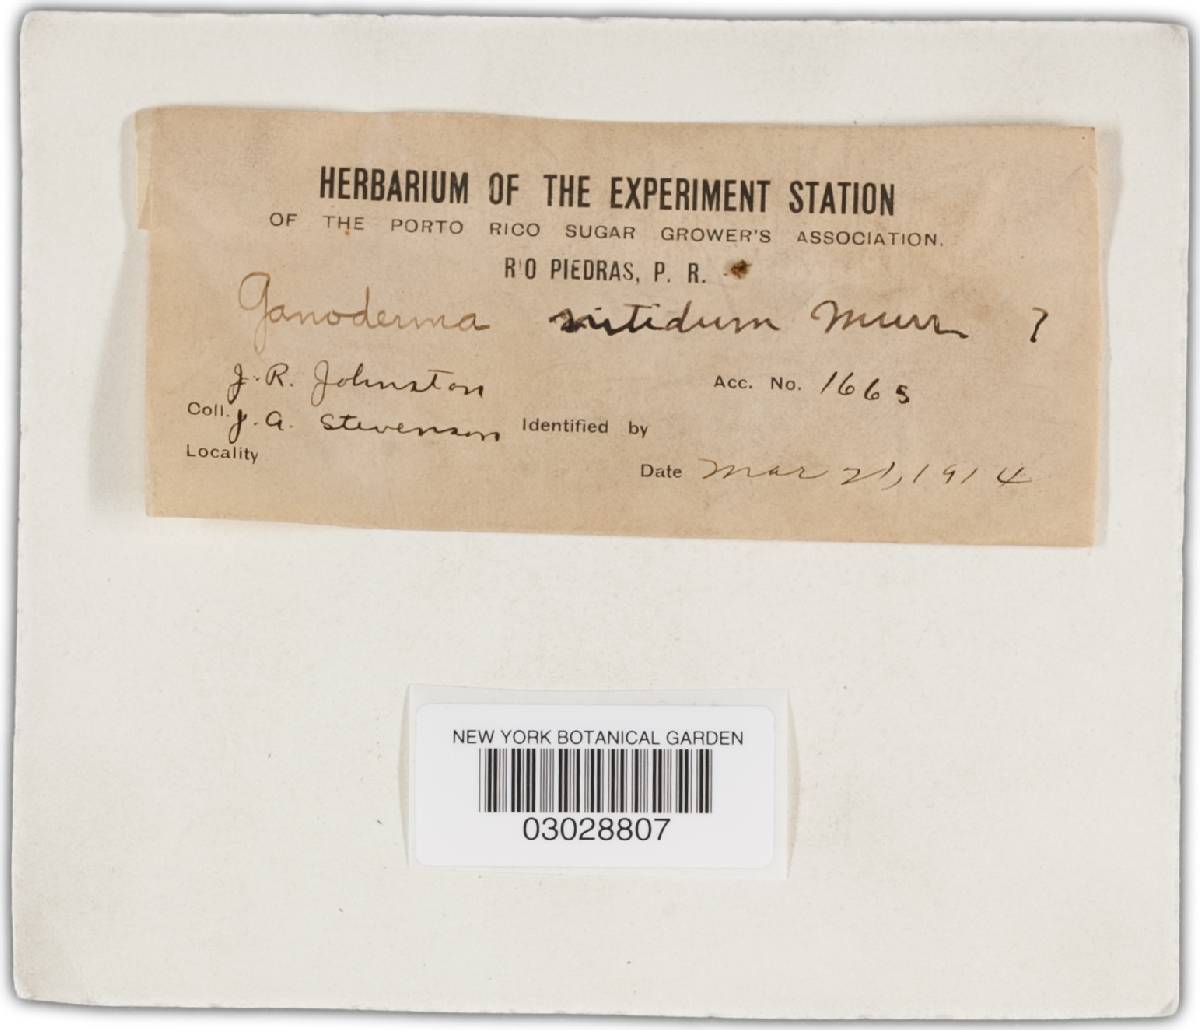 HERBARIUM OF THE EXPERIMENT STATION
OF THE PORTO RICO SUGAR GROWER'S ASSOCIATION.
RIO PIEDRAS, P. R.
Ganoderma nitidum Murr ?
J. R. Johnston Acc. No. 1665
Coll. J. A. Stevenson Identified by
Locality
Date Mar 21, 1914
NEW YORK BOTANICAL GARDEN
03028807